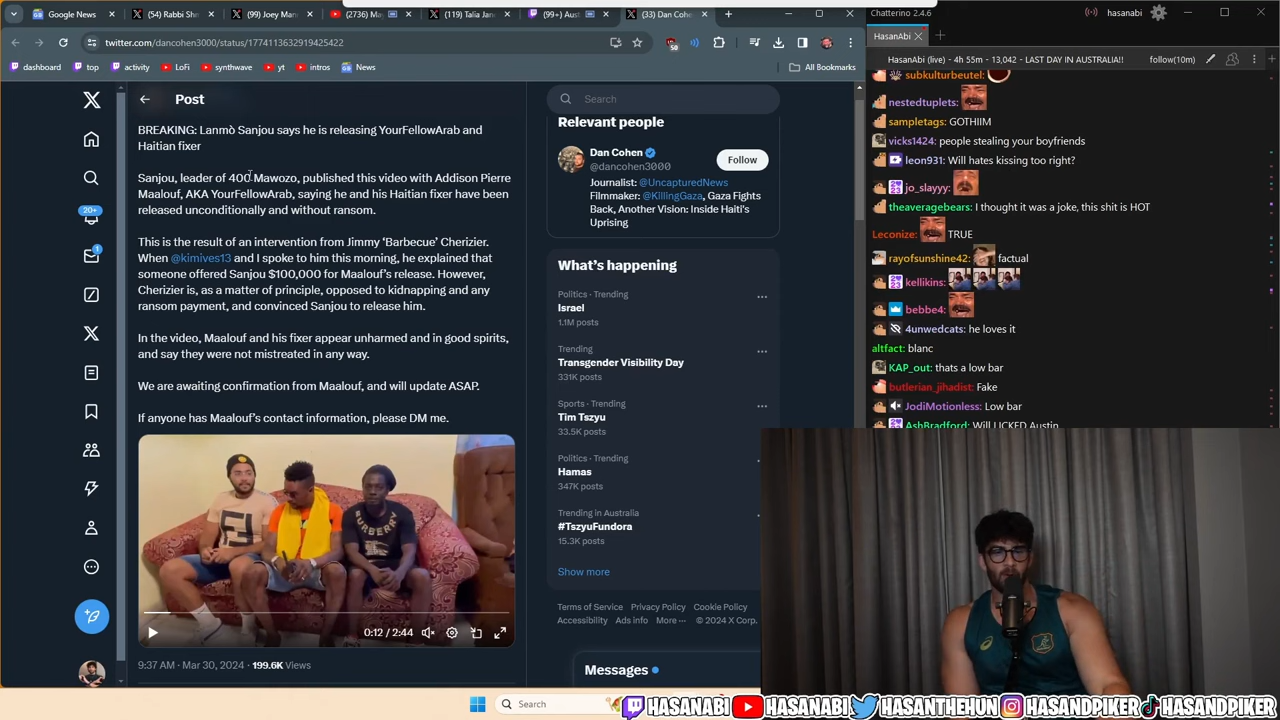 Google News
(54) Rabbi
(99) Joey Man
(2736) Ma
(119) Talia Jan
(99+) Aust
(33) Dan Cohen
Chatterino 2.4.6
hasanabi
HasanAbi
twitter.com/dancohen3000/status/1774113632919425422
50
dashboard
top
activity
LoFi
synthwave
yt
intros
News
All Bookmarks
HasanAbi (live) - 4h 55m - 13,042 - LAST DAY IN AUSTRALIA!!
follow(10m)
Post
BREAKING: Lanmò Sanjou says he is releasing YourFellowArab and
Haitian fixer
Sanjou, leader of 400 Mawozo, published this video with Addison Pierre
Maalouf, AKA YourFellowArab, saying he and his Haitian fixer have been
released unconditionally and without ransom.
This is the result of intervention from Jimmy ‘Barbecue’ Cherizier.
When @kimives13 and I spoke to him this morning, he explained that
someone offered Sanjou $100,000 for Maalouf’s release. However,
Cherizier, as a matter of principle, opposed to kidnapping and any
ransom payment, and convinced Sanjou to release him.
In the video, Maalouf and his fixer appear unharmed and in good spirits,
and say they were not mistreated in any way.
We are awaiting confirmation from Maalouf, and will update ASAP.
If anyone has Maalouf’s contact information, please DM me.
0:12 / 2:44
9:37 AM · Mar 30, 2024 · 199.6K Views
20+
1
Search
Relevant people
Dan Cohen
@dancohen3000
Follow
Journalist: @UncapturedNews
Filmmaker: @KillingGaza, Gaza Fights
Back, Another Vision: Inside Haiti's
Uprising
What’s happening
Politics · Trending
Israel
1.1M posts
Trending
Transgender Visibility Day
331K posts
Sports · Trending
Tim Tszyu
33.5K posts
Politics · Trending
Hamas
347K posts
Trending in Australia
#TszyuFundora
15.3K posts
Show more
Terms of Service Privacy Policy Cookie Policy
Accessibility Ads info More ··· © 2024 X Corp.
Messages
subkulturbeutel:
nestedtuplets:
sampletags: GOTHIIM
vicks1424: people stealing your boyfriends
leon931: Will hates kissing too right?
jo_slayyy:
theaveragebears: I thought it was a joke, this shit is HOT
Leconize: TRUE
rayofsunshine42: factual
kellikins:
bebbe4:
4unwedcats: he loves it
altfact: blanc
KAP_out: thats a low bar
butlerian_jihadist: Fake
JodiMotionless: Low bar
AshBradford: Will LICKED Austin
Search
HASANABI HASANABI HASANTHEHUN HASANDPIKER HASANDPIKER